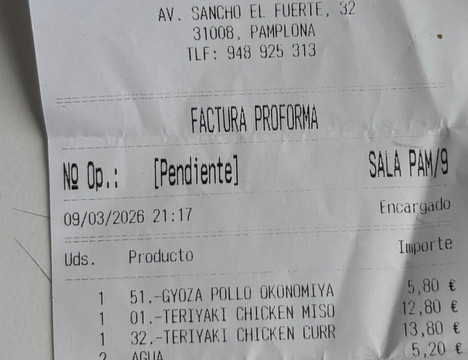 AV. SANCHO EL FUERTE, 32
31008, PAMPLONA
TLF: 948 925 313
FACTURA PROFORMA
Nº Op.: [Pendiente] SALA PAM/9
09/03/2026 21:17 Encargado
Uds. Producto Importe
1 51.-GYOZA POLLO OKONOMIYA 5,80 €
1 01.-TERIYAKI CHICKEN MISO 12,80 €
1 32.-TERIYAKI CHICKEN CURR 13,80 €
2 AGUA 5,20 €